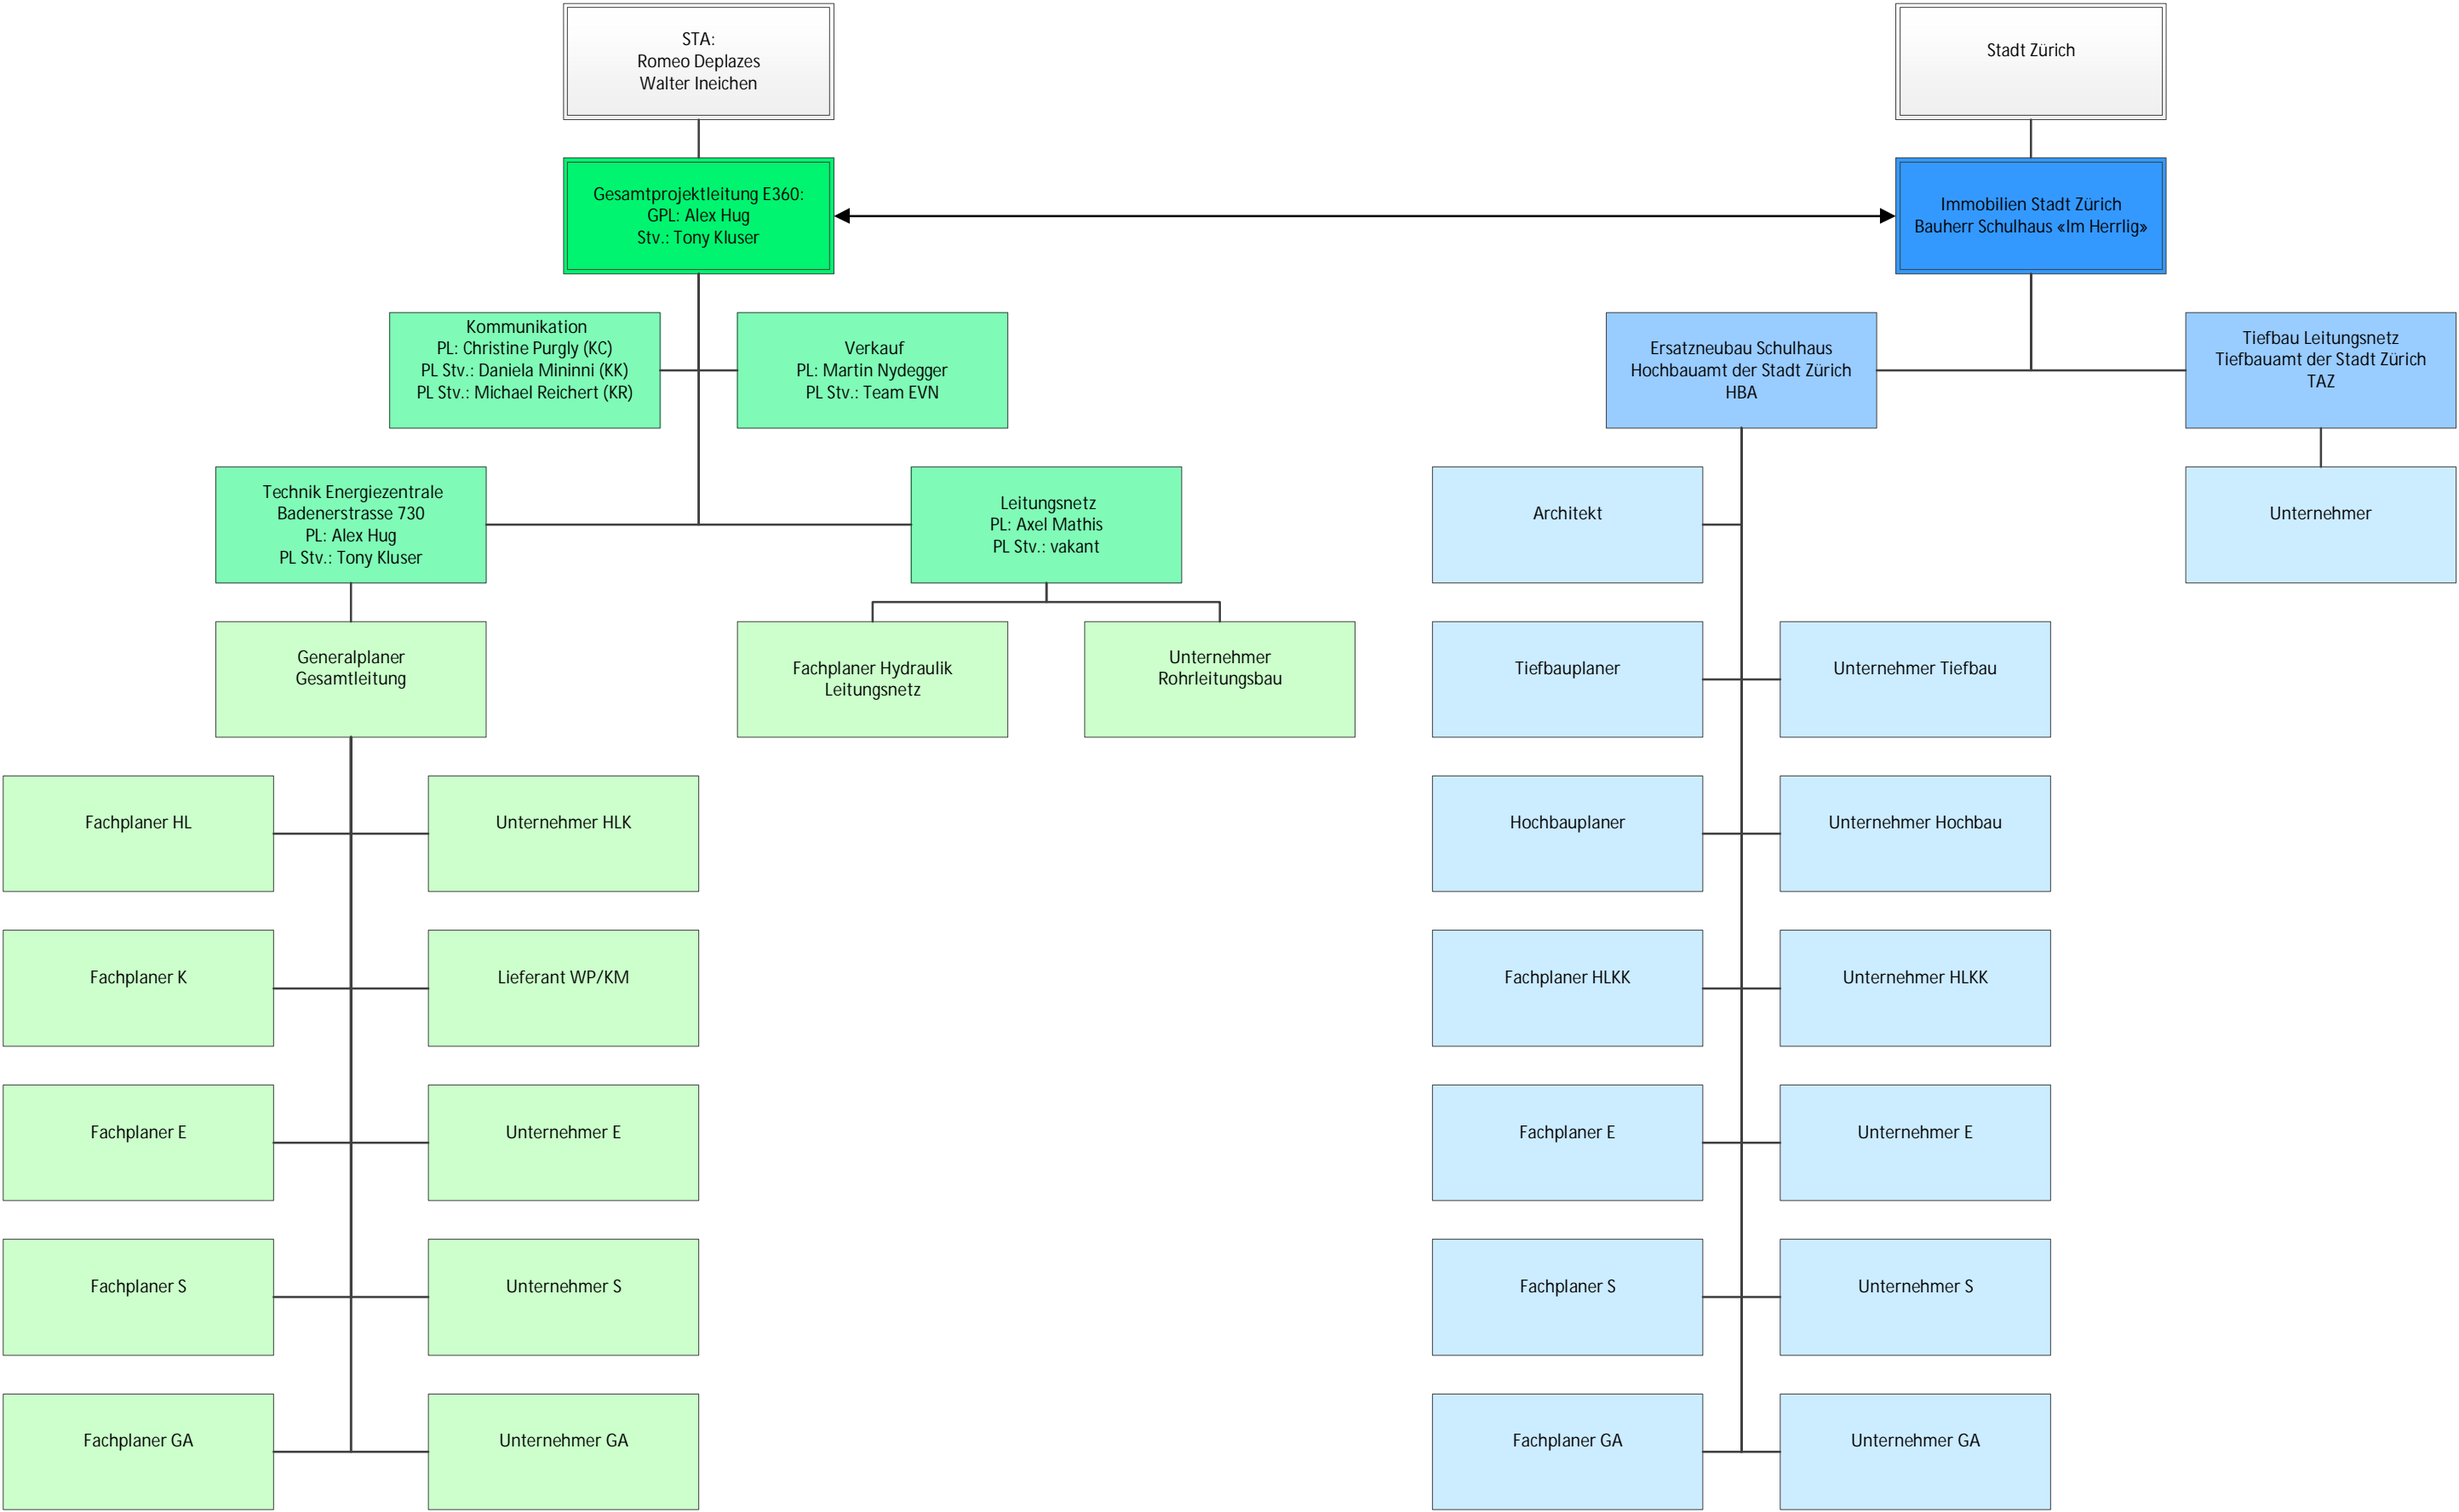 STA:
Romeo Deplazes
Walter Ineichen
Stadt Zürich
Gesamtprojektleitung E360:
GPL: Alex Hug
Stv.: Tony Kluser
Immobilien Stadt Zürich
Bauherr Schulhaus «Im Herrlig»
Kommunikation
PL: Christine Purgly (KC)
PL Stv.: Daniela Mininni (KK)
PL Stv.: Michael Reichert (KR)
Verkauf
PL: Martin Nydegger
PL Stv.: Team EVN
Ersatzneubau Schulhaus
Hochbauamt der Stadt Zürich
HBA
Tiefbau Leitungsnetz
Tiefbauamt der Stadt Zürich
TAZ
Technik Energiezentrale
Badenerstrasse 730
PL: Alex Hug
PL Stv.: Tony Kluser
Leitungsnetz
PL: Axel Mathis
PL Stv.: vakant
Architekt
Unternehmer
Generalplaner
Gesamtleitung
Fachplaner Hydraulik
Leitungsnetz
Unternehmer
Rohrleitungsbau
Tiefbauplaner
Unternehmer Tiefbau
Fachplaner HL
Unternehmer HLK
Hochbauplaner
Unternehmer Hochbau
Fachplaner K
Lieferant WP/KM
Fachplaner HLKK
Unternehmer HLKK
Fachplaner E
Unternehmer E
Fachplaner E
Unternehmer E
Fachplaner S
Unternehmer S
Fachplaner S
Unternehmer S
Fachplaner GA
Unternehmer GA
Fachplaner GA
Unternehmer GA